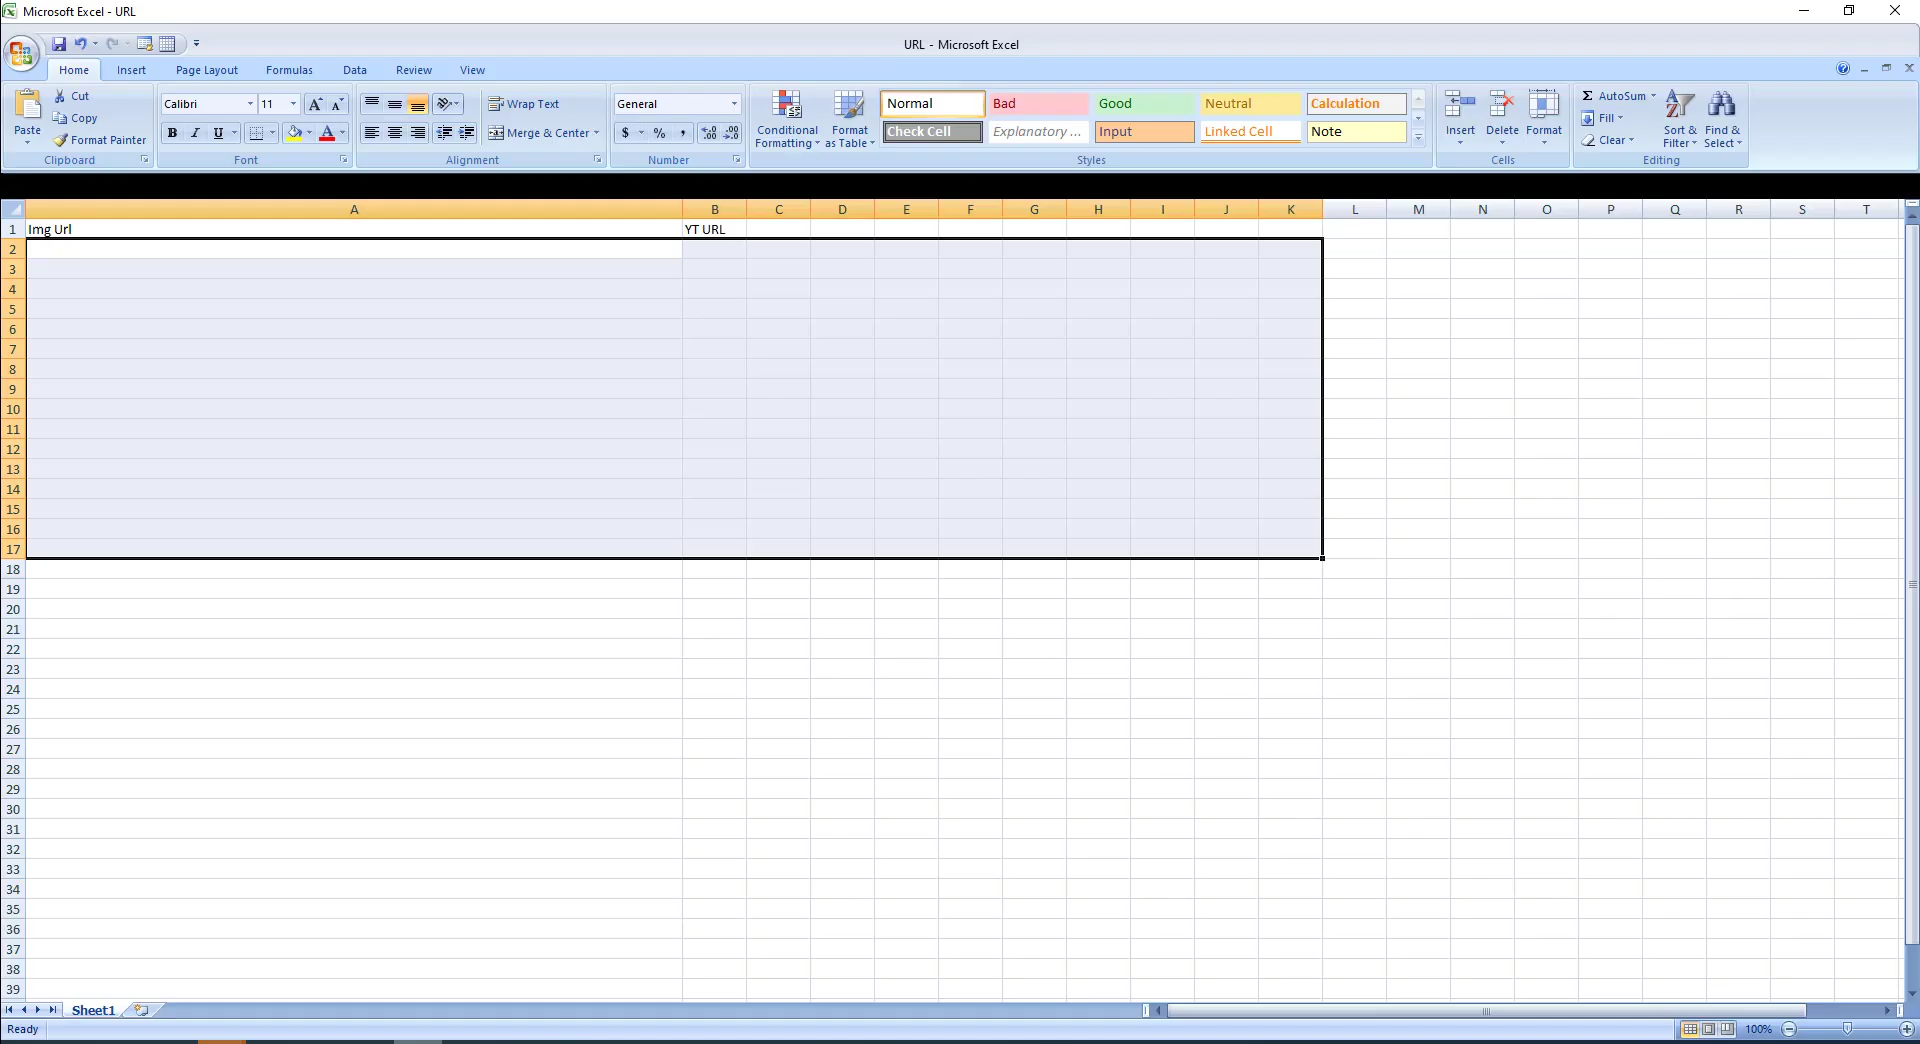 Microsoft Excel - URL
URL - Microsoft Excel
Home Insert Page Layout Formulas Data Review View
Paste
Cut
Copy
Format Painter
Clipboard
Calibri 11
B I U
Font
Wrap Text
Merge & Center
Alignment
General
$ % ,
Number
Conditional Formatting
Format as Table
Normal Bad Good Neutral Calculation
Check Cell Explanatory ... Input Linked Cell Note
Styles
Insert Delete Format
Cells
Σ AutoSum
Fill
Clear
Sort & Filter
Find & Select
Editing
A B C D E F G H I J K L M N O P Q R S T
1 Img Url YT URL
2
3
4
5
6
7
8
9
10
11
12
13
14
15
16
17
18
19
20
21
22
23
24
25
26
27
28
29
30
31
32
33
34
35
36
37
38
39
Sheet1
Ready 100%